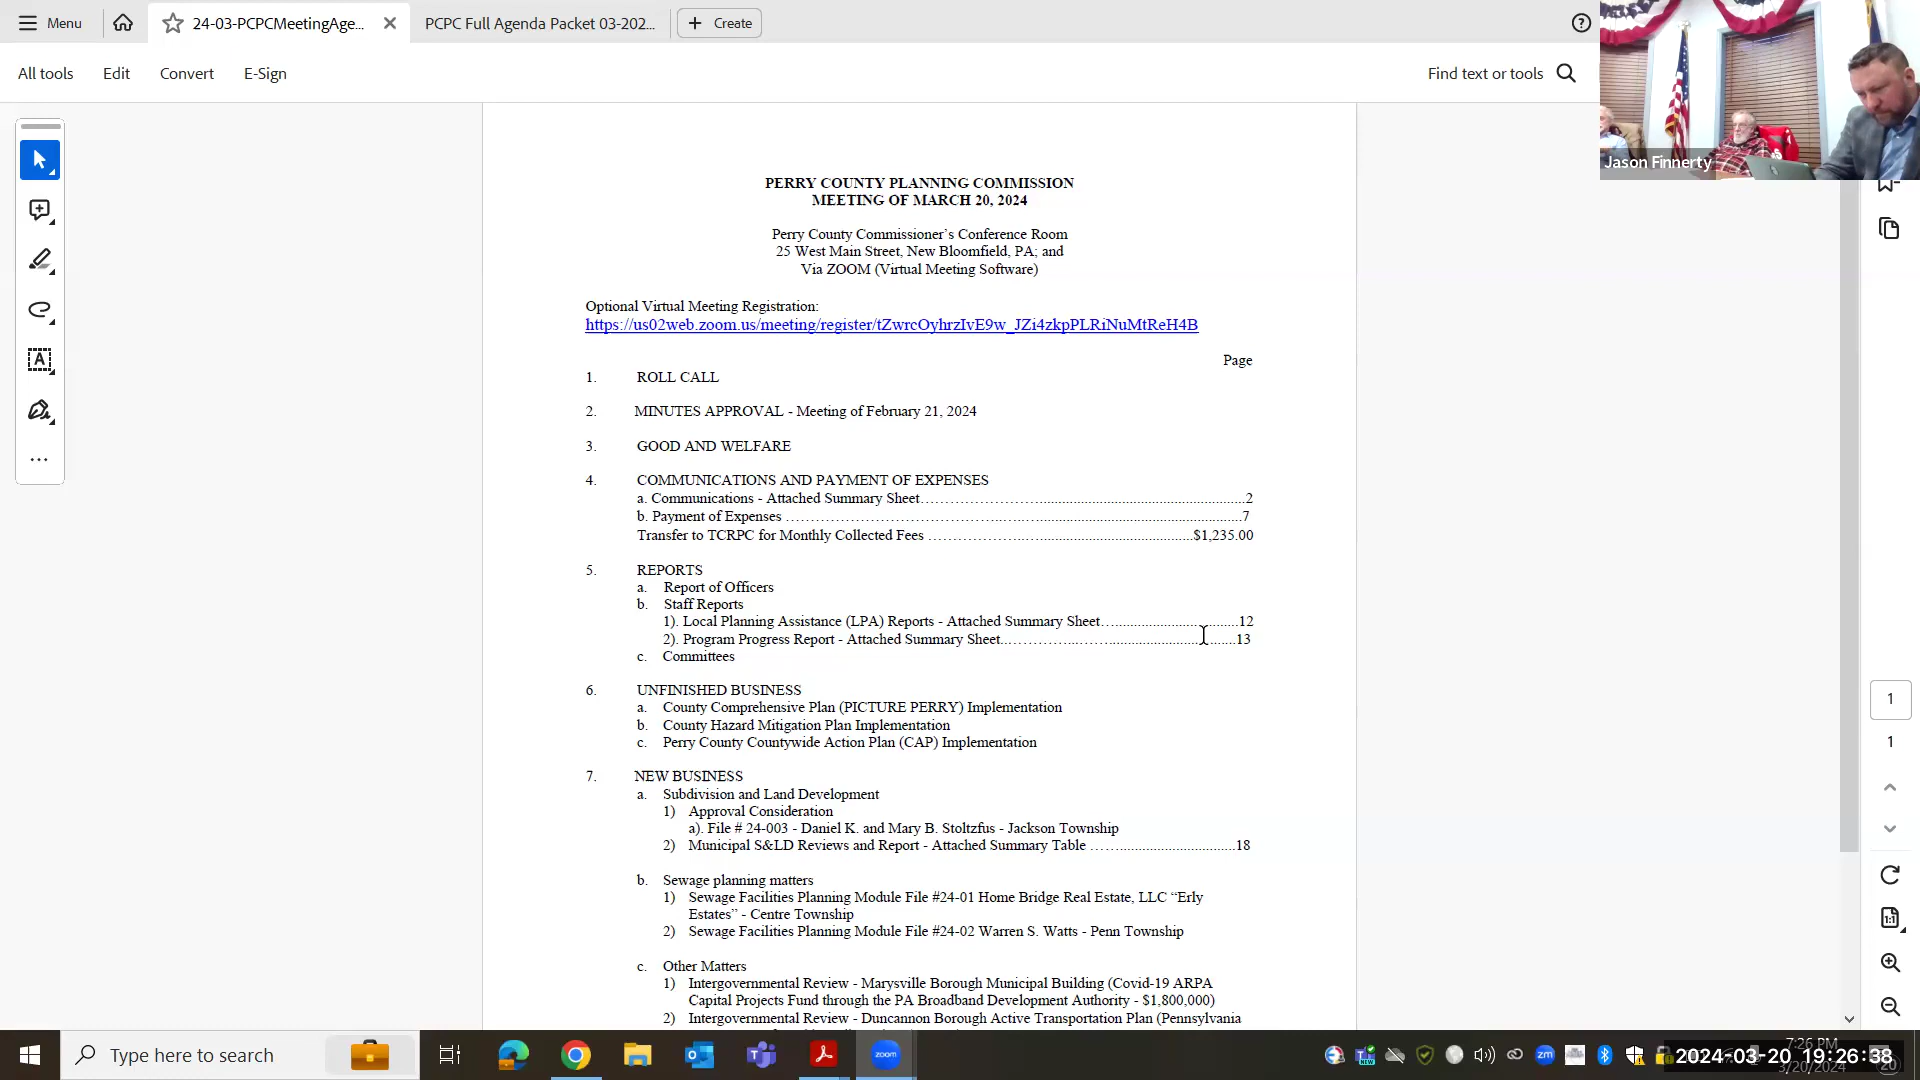 Menu
24-03-PCPCMeetingAge...
PCPC Full Agenda Packet 03-202...
Create
All tools
Edit
Convert
E-Sign
Find text or tools
Jason Finnerty
PERRY COUNTY PLANNING COMMISSION
MEETING OF MARCH 20, 2024
Perry County Commissioner's Conference Room
25 West Main Street, New Bloomfield, PA; and
Via ZOOM (Virtual Meeting Software)
Optional Virtual Meeting Registration:
https://us02web.zoom.us/meeting/register/tZwrcOyhrzIvE9w_JZi4zkpPLRiNuMtReH4B
Page
1. ROLL CALL
2. MINUTES APPROVAL - Meeting of February 21, 2024
3. GOOD AND WELFARE
4. COMMUNICATIONS AND PAYMENT OF EXPENSES
a. Communications - Attached Summary Sheet..........2
b. Payment of Expenses ..........7
Transfer to TCRPC for Monthly Collected Fees ..........$1,235.00
5. REPORTS
a. Report of Officers
b. Staff Reports
1). Local Planning Assistance (LPA) Reports - Attached Summary Sheet..........12
2). Program Progress Report - Attached Summary Sheet..........13
c. Committees
6. UNFINISHED BUSINESS
a. County Comprehensive Plan (PICTURE PERRY) Implementation
b. County Hazard Mitigation Plan Implementation
c. Perry County Countywide Action Plan (CAP) Implementation
7. NEW BUSINESS
a. Subdivision and Land Development
1) Approval Consideration
a). File # 24-003 - Daniel K. and Mary B. Stoltzfus - Jackson Township
2) Municipal S&LD Reviews and Report - Attached Summary Table ..........18
b. Sewage planning matters
1) Sewage Facilities Planning Module File #24-01 Home Bridge Real Estate, LLC “Erly
Estates” - Centre Township
2) Sewage Facilities Planning Module File #24-02 Warren S. Watts - Penn Township
c. Other Matters
1) Intergovernmental Review - Marysville Borough Municipal Building (Covid-19 ARPA
Capital Projects Fund through the PA Broadband Development Authority - $1,800,000)
2) Intergovernmental Review - Duncannon Borough Active Transportation Plan (Pennsylvania
1
1
Type here to search
zoom
zm
7:26 PM
3/20/2024
2024-03-20 19:26:38
20